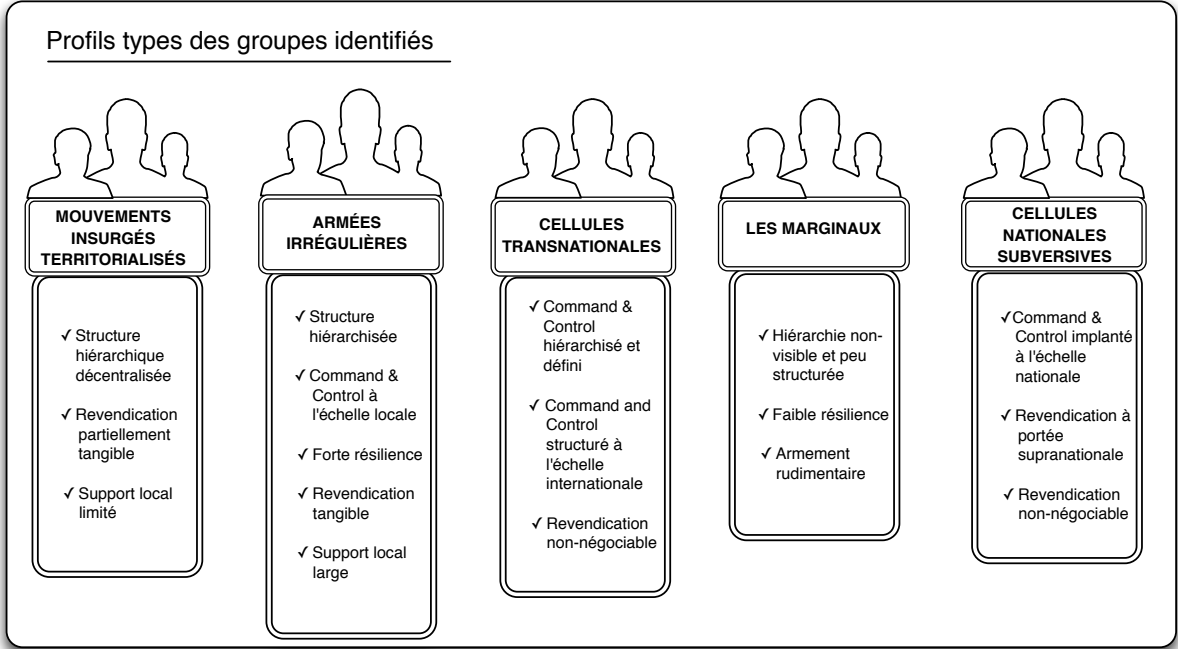 Profils types des groupes identifiés
MOUVEMENTS
INSURGÉS
TERRITORIALISÉS
✓ Structure
hiérarchique
décentralisée
✓ Revendication
partiellement
tangible
✓ Support local
limité
ARMÉES
IRRÉGULIÈRES
✓ Structure
hiérarchisée
✓ Command &
Control à
l'échelle locale
✓ Forte résilience
✓ Revendication
tangible
✓ Support local
large
CELLULES
TRANSNATIONALES
✓ Command &
Control
hiérarchisé et
défini
✓ Command and
Control
structuré à
l'échelle
internationale
✓ Revendication
non-négociable
LES MARGINAUX
✓ Hiérarchie non-
visible et peu
structurée
✓ Faible résilience
✓ Armement
rudimentaire
CELLULES
NATIONALES
SUBVERSIVES
✓Command &
Control implanté
à l'échelle
nationale
✓ Revendication à
portée
supranationale
✓ Revendication
non-négociable